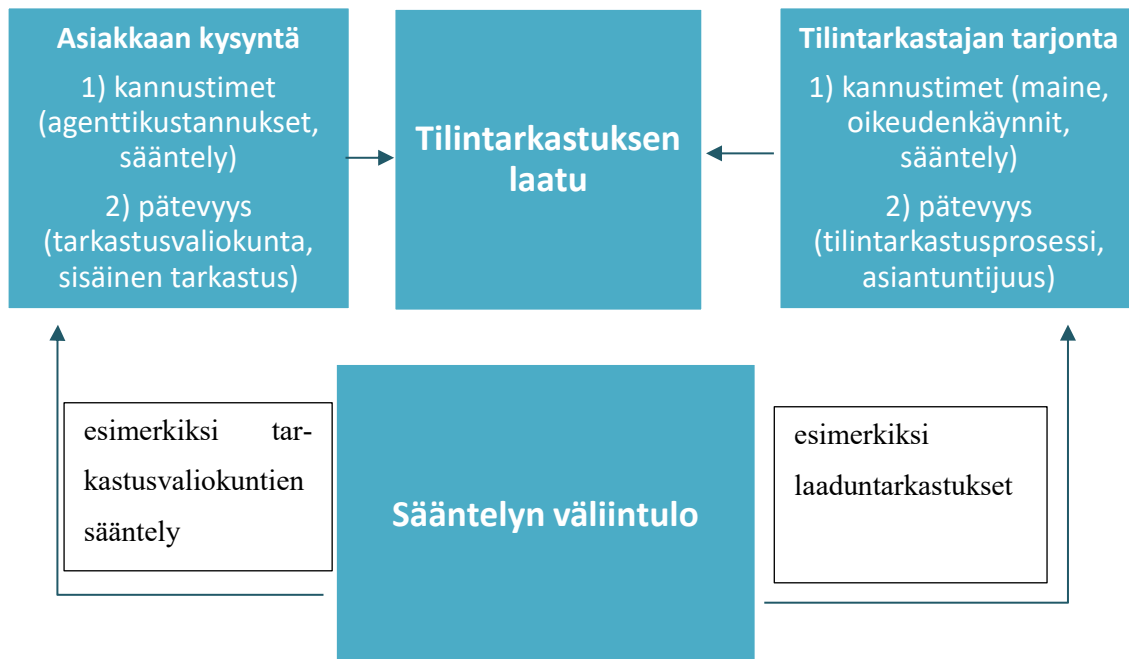 Asiakkaan kysyntä
1) kannustimet
(agenttikustannukset,
sääntely)
2) pätevyys
(tarkastusvaliokunta,
sisäinen tarkastus)
Tilintarkastuksen
laatu
Tilintarkastajan tarjonta
1) kannustimet (maine,
oikeudenkäynnit,
sääntely)
2) pätevyys
(tilintarkastusprosessi,
asiantuntijuus)
esimerkiksi tar-
kastusvaliokuntien
sääntely
Sääntelyn väliintulo
esimerkiksi
laaduntarkastukset